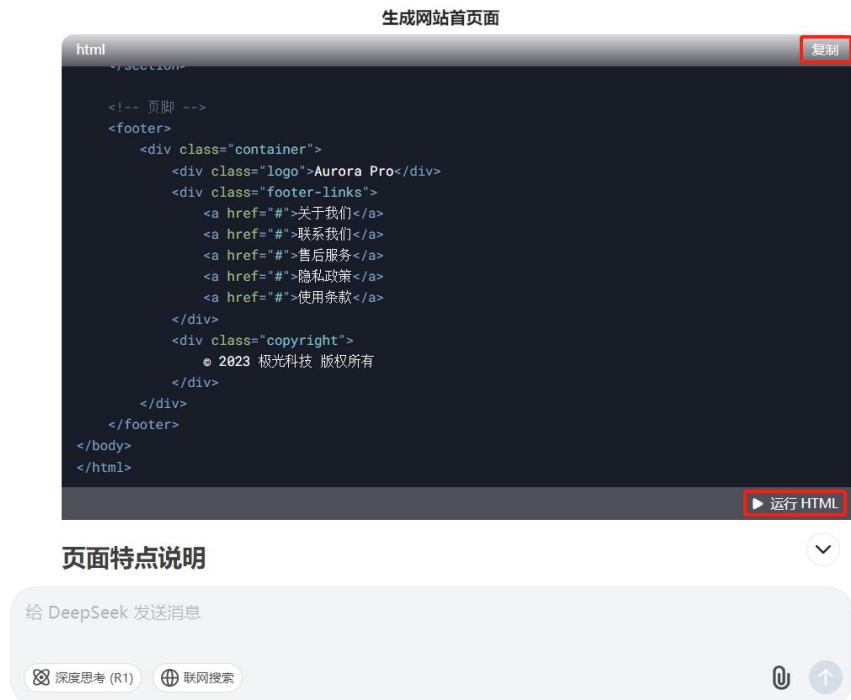 生成网站首页面
html
复制
</section>
<!-- 页脚 -->
<footer>
<div class="container">
<div class="logo">Aurora Pro</div>
<div class="footer-links">
<a href="#">关于我们</a>
<a href="#">联系我们</a>
<a href="#">售后服务</a>
<a href="#">隐私政策</a>
<a href="#">使用条款</a>
</div>
<div class="copyright">
© 2023 极光科技 版权所有
</div>
</div>
</footer>
</body>
</html>
运行 HTML
页面特点说明
给 DeepSeek 发送消息
深度思考 (R1)
联网搜索